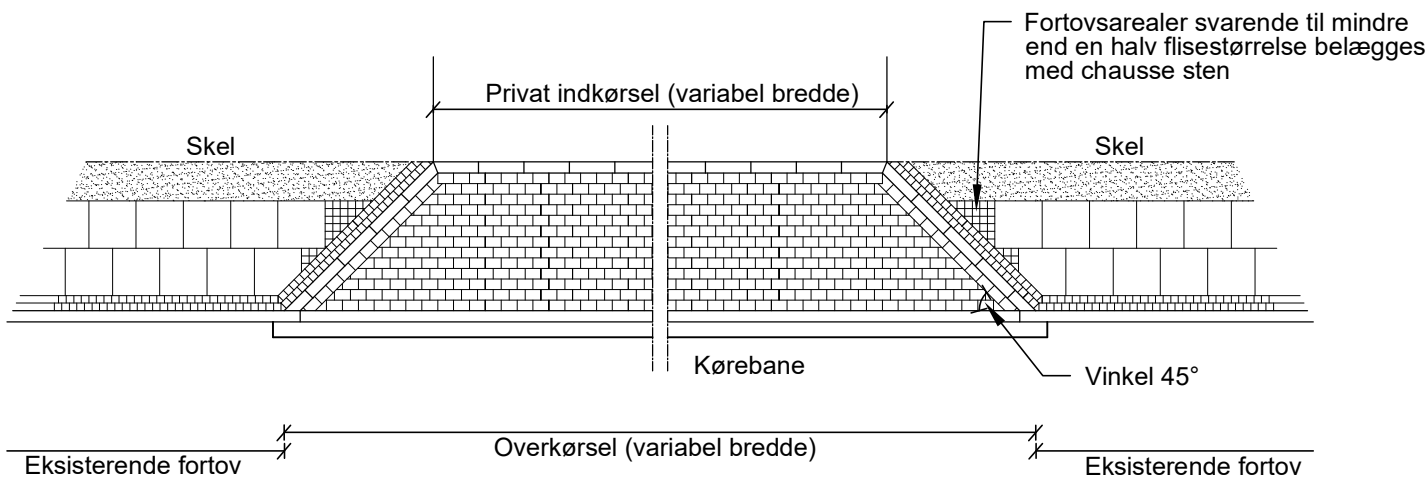 Fortovsarealer svarende til mindre
end en halv flisestørrelse belægges
med chausse sten
Privat indkørsel (variabel bredde)
Skel
Skel
Kørebane
Vinkel 45°
Overkørsel (variabel bredde)
Eksisterende fortov
Eksisterende fortov